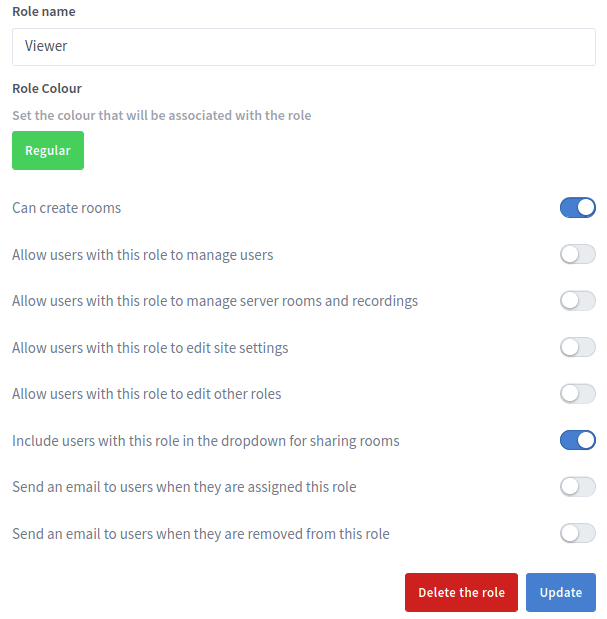 Role name
Viewer
Role Colour
Set the colour that will be associated with the role
Regular
Can create rooms
Allow users with this role to manage users
Allow users with this role to manage server rooms and recordings
Allow users with this role to edit site settings
Allow users with this role to edit other roles
Include users with this role in the dropdown for sharing rooms
Send an email to users when they are assigned this role
Send an email to users when they are removed from this role
Delete the role Update